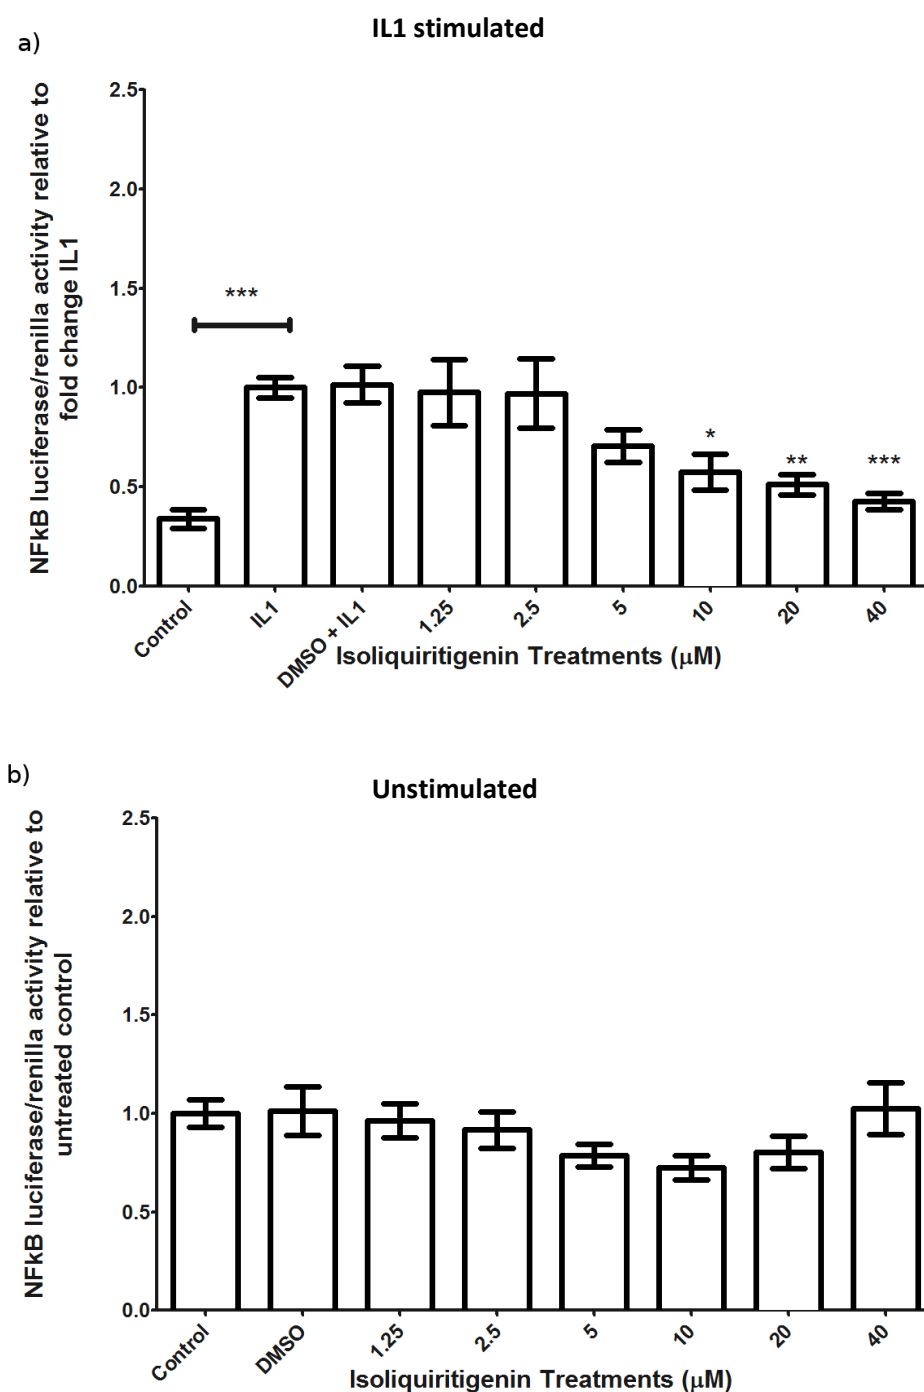 a)
IL1 stimulated
NFkB luciferase/renilla activity relative to
fold change IL1
2.5
2.0
1.5
1.0
0.5
0.0
***
*
**
***
Control
IL1
DMSO + IL1
1.25
2.5
5
10
20
40
Isoliquiritigenin Treatments (μM)
b)
Unstimulated
NFkB luciferase/renilla activity relative to
untreated control
2.5
2.0
1.5
1.0
0.5
0.0
Control
DMSO
1.25
2.5
5
10
20
40
Isoliquiritigenin Treatments (μM)